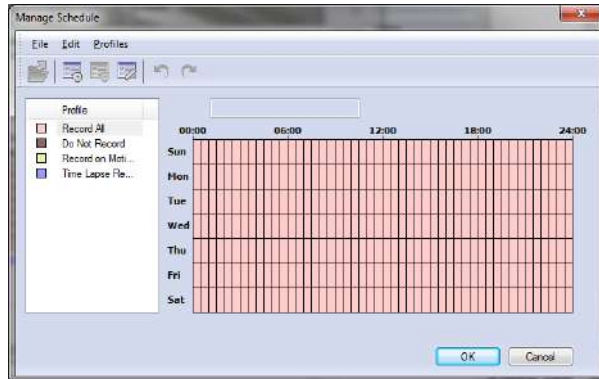 Manage Schedule
File Edit Profiles
Profile
Record All
Do Not Record
Record on Moti...
Time Lapse Re...
00:00 06:00 12:00 18:00 24:00
Sun
Mon
Tue
Wed
Thu
Fri
Sat
OK Cancel